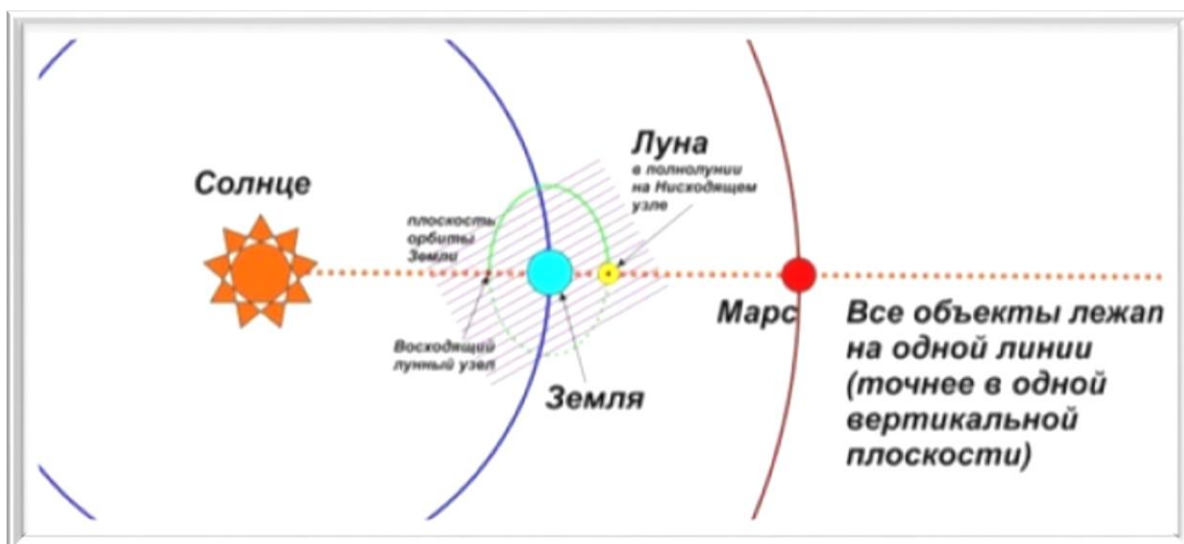 Солнце
плоскость
орбиты
Земли
Восходящий
лунный узел
Луна
в полнолунии
на Нисходящем
узле
Земля
Марс
Все объекты лежап
на одной линии
(точнее в одной
вертикальной
плоскости)